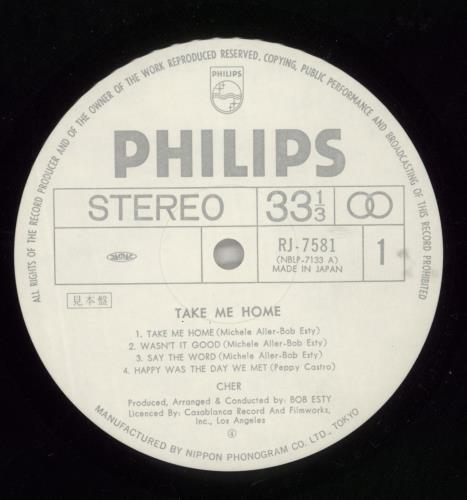 ALL RIGHTS OF THE RECORD PRODUCER AND OF THE OWNER OF THE WORK REPRODUCED RESERVED. COPYING, PUBLIC PERFORMANCE AND BROADCASTING OF THIS RECORD PROHIBITED
PHILIPS
PHILIPS
STEREO 33 1/3
RJ-7581
(NBLP-7133 A)
MADE IN JAPAN
1
見本盤
TAKE ME HOME
1. TAKE ME HOME (Michele Aller-Bob Esty)
2. WASN'T IT GOOD (Michele Aller-Bob Esty)
3. SAY THE WORD (Michele Aller-Bob Esty)
4. HAPPY WAS THE DAY WE MET (Peppy Castro)
CHER
Produced, Arranged & Conducted by: BOB ESTY
Licenced By: Casablanca Record And Filmworks,
Inc., Los Angeles
④
MANUFACTURED BY NIPPON PHONOGRAM CO. LTD., TOKYO